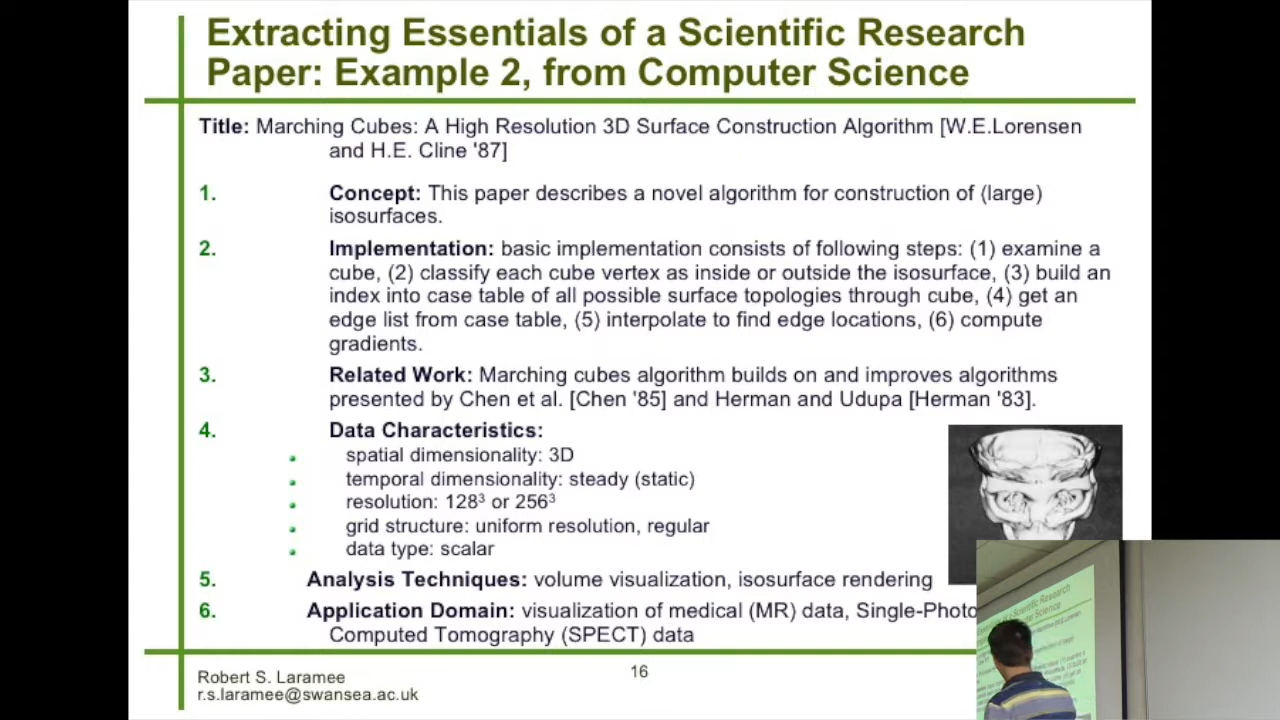 Extracting Essentials of a Scientific Research
Paper: Example 2, from Computer Science
Title: Marching Cubes: A High Resolution 3D Surface Construction Algorithm [W.E.Lorensen
and H.E. Cline '87]
1. Concept: This paper describes a novel algorithm for construction of (large)
isosurfaces.
2. Implementation: basic implementation consists of following steps: (1) examine a
cube, (2) classify each cube vertex as inside or outside the isosurface, (3) build an
index into case table of all possible surface topologies through cube, (4) get an
edge list from case table, (5) interpolate to find edge locations, (6) compute
gradients.
3. Related Work: Marching cubes algorithm builds on and improves algorithms
presented by Chen et al. [Chen '85] and Herman and Udupa [Herman '83].
4. Data Characteristics:
spatial dimensionality: 3D
temporal dimensionality: steady (static)
resolution: 128³ or 256³
grid structure: uniform resolution, regular
data type: scalar
5. Analysis Techniques: volume visualization, isosurface rendering
6. Application Domain: visualization of medical (MR) data, Single-Photo
Computed Tomography (SPECT) data
Robert S. Laramee
r.s.laramee@swansea.ac.uk
16